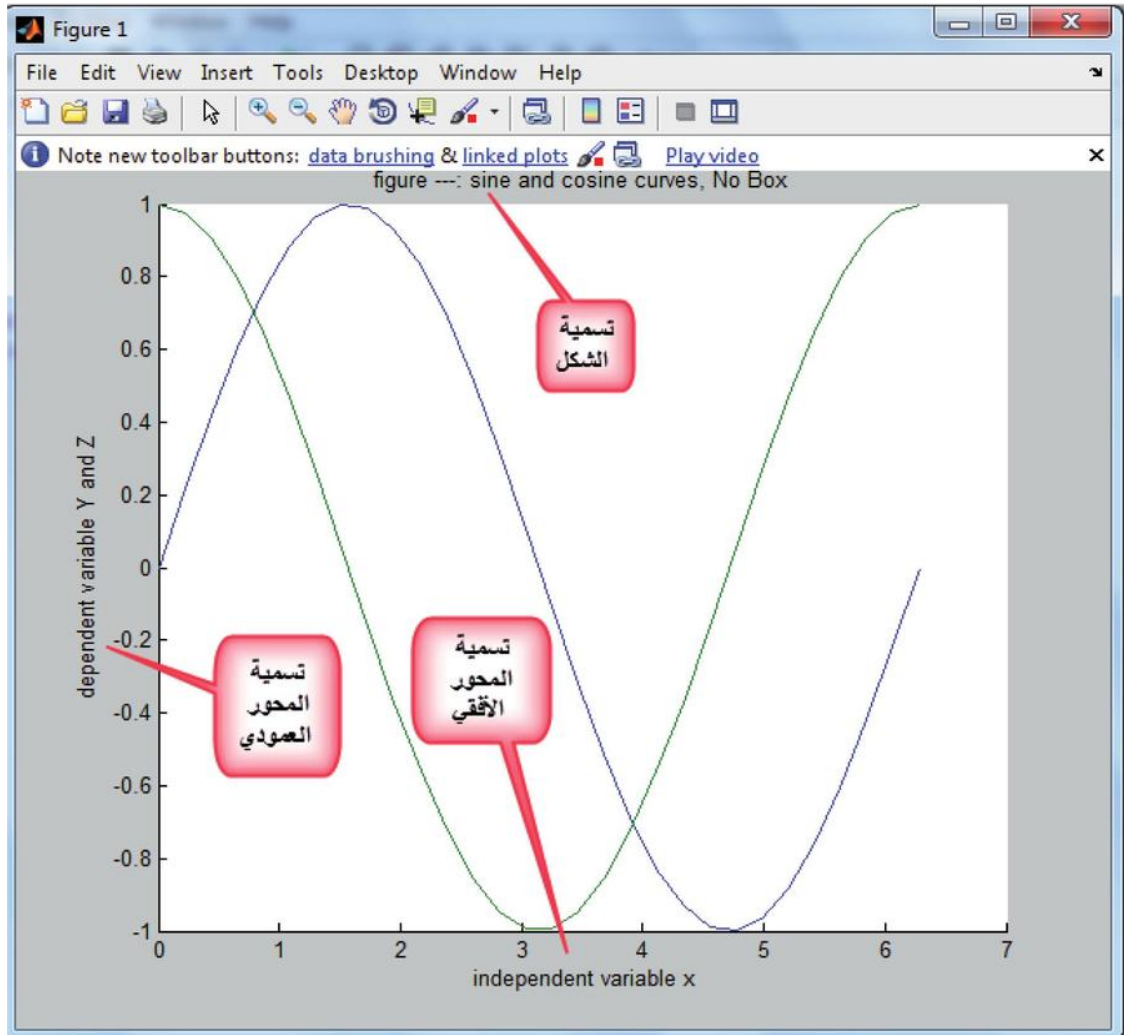 Figure 1
File Edit View Insert Tools Desktop Window Help
Note new toolbar buttons: data brushing & linked plots Play video
figure ---: sine and cosine curves, No Box
1
0.8
0.6
0.4
0.2
0
-0.2
-0.4
-0.6
-0.8
-1
dependent variable Y and Z
تسمية
الشكل
تسمية
المحور
العمودي
تسمية
المحور
الأفقي
0 1 2 3 4 5 6 7
independent variable x